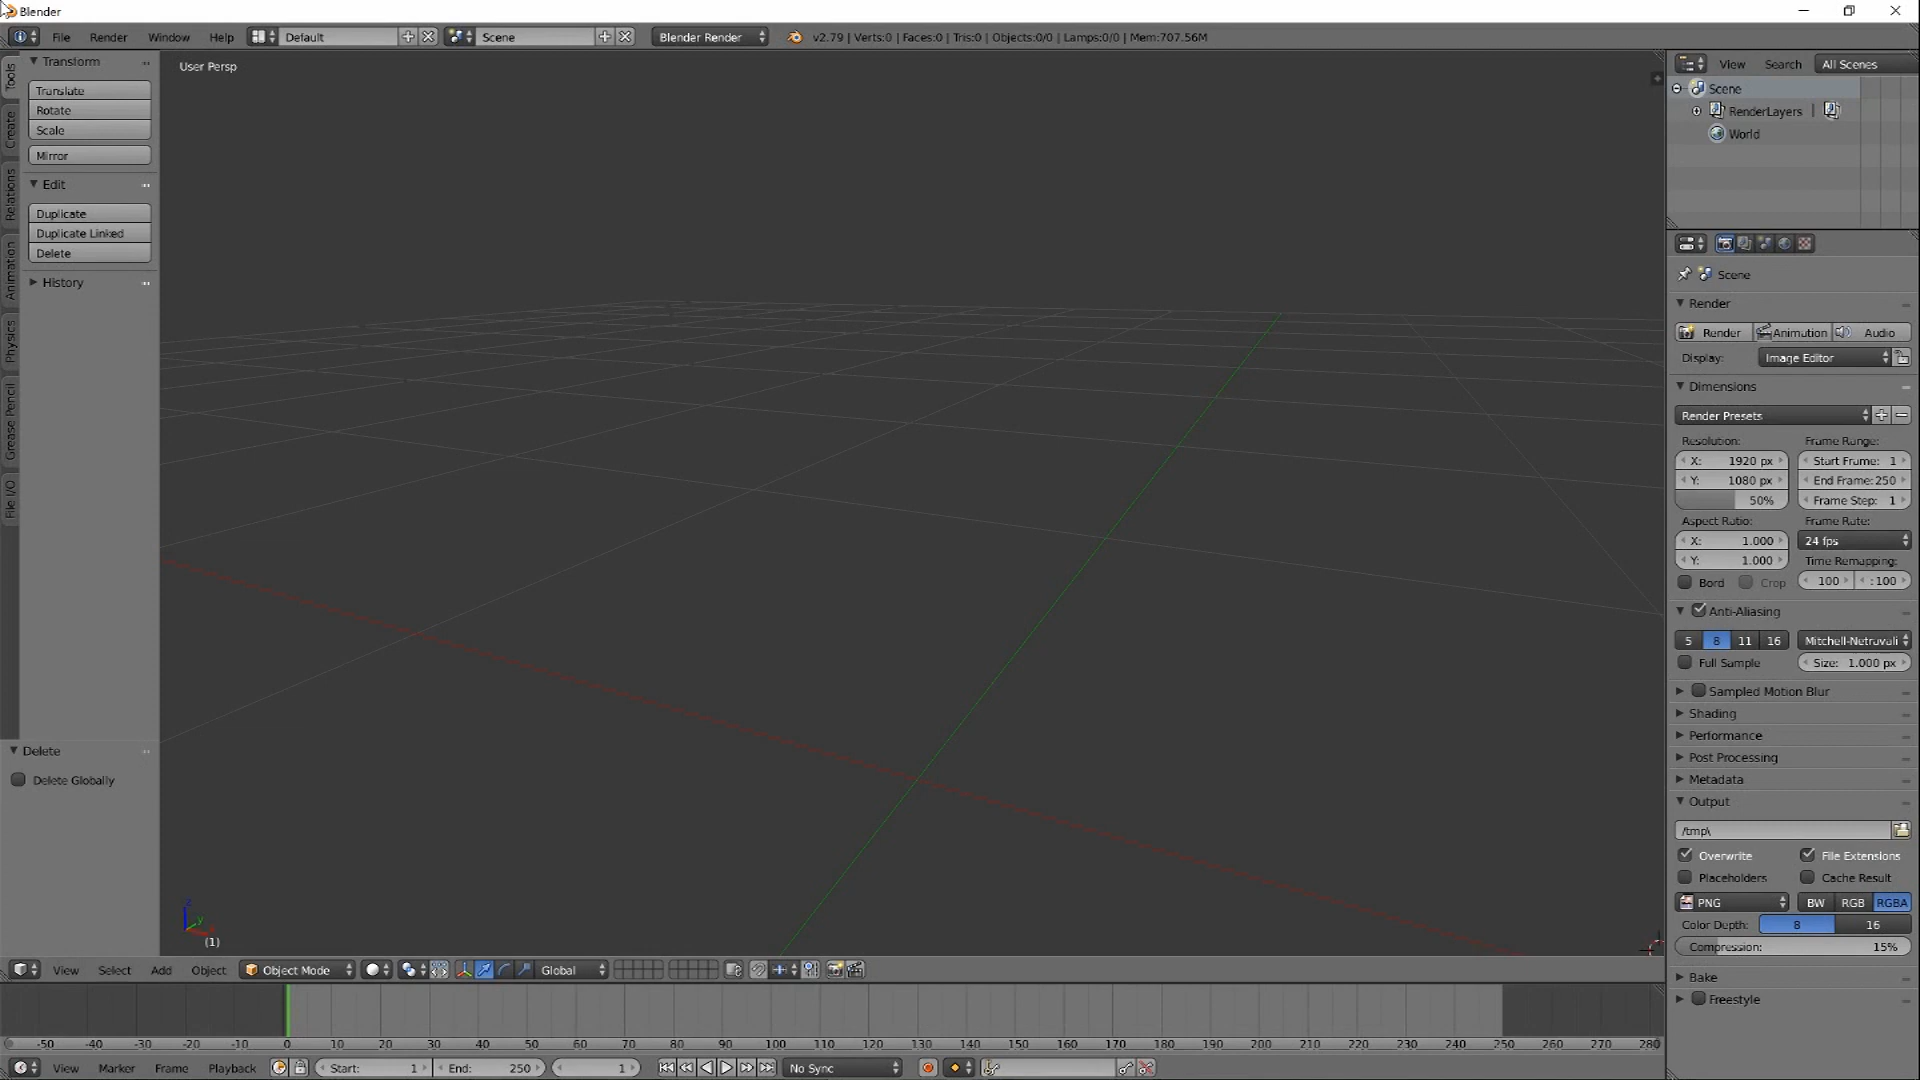 Blender
File Render Window Help Default Scene Blender Render v2.79 | Verts:0 | Faces:0 | Tris:0 | Objects:0/0 | Lamps:0/0 | Mem:707.56M
Tools
Create
Relations
Animation
Physics
Grease Pencil
File I/O
Transform
Translate
Rotate
Scale
Mirror
Edit
Duplicate
Duplicate Linked
Delete
History
Delete
Delete Globally
User Persp
z
y
(1)
View Search All Scenes
Scene
RenderLayers |
World
Scene
Render
Render Animation Audio
Display: Image Editor
Dimensions
Render Presets
Resolution: Frame Range:
X: 1920 px Start Frame: 1
Y: 1080 px End Frame: 250
50% Frame Step: 1
Aspect Ratio: Frame Rate:
X: 1.000 24 fps
Y: 1.000 Time Remapping:
Bord Crop 100 : 100
Anti-Aliasing
5 8 11 16 Mitchell-Netravali
Full Sample Size: 1.000 px
Sampled Motion Blur
Shading
Performance
Post Processing
Metadata
Output
/tmp\
Overwrite File Extensions
Placeholders Cache Result
PNG BW RGB RGBA
Color Depth: 8 16
Compression: 15%
Bake
Freestyle
View Select Add Object Object Mode Global
-50 -40 -30 -20 -10 0 10 20 30 40 50 60 70 80 90 100 110 120 130 140 150 160 170 180 190 200 210 220 230 240 250 260 270 280
View Marker Frame Playback Start: 1 End: 250 1 No Sync